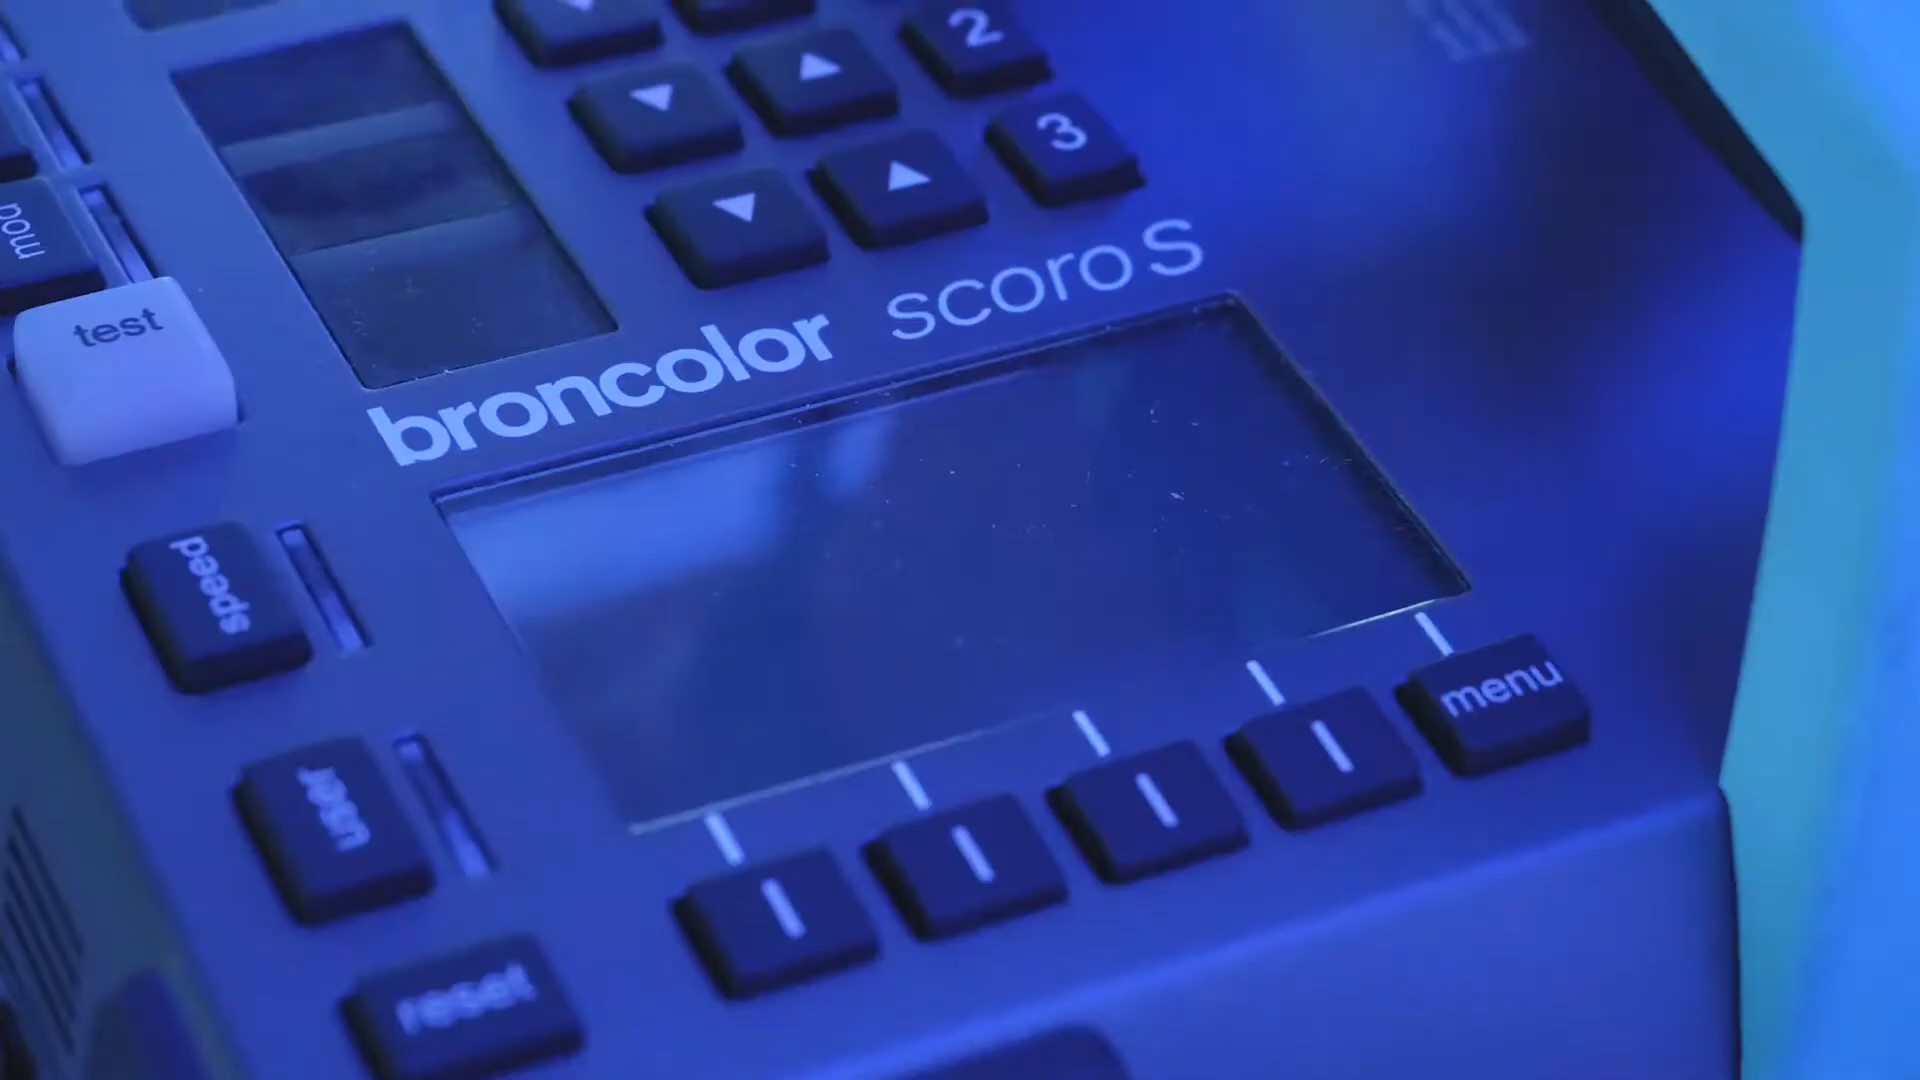 2
3
mod
test
broncolor scoro S
speed
menu
user
reset